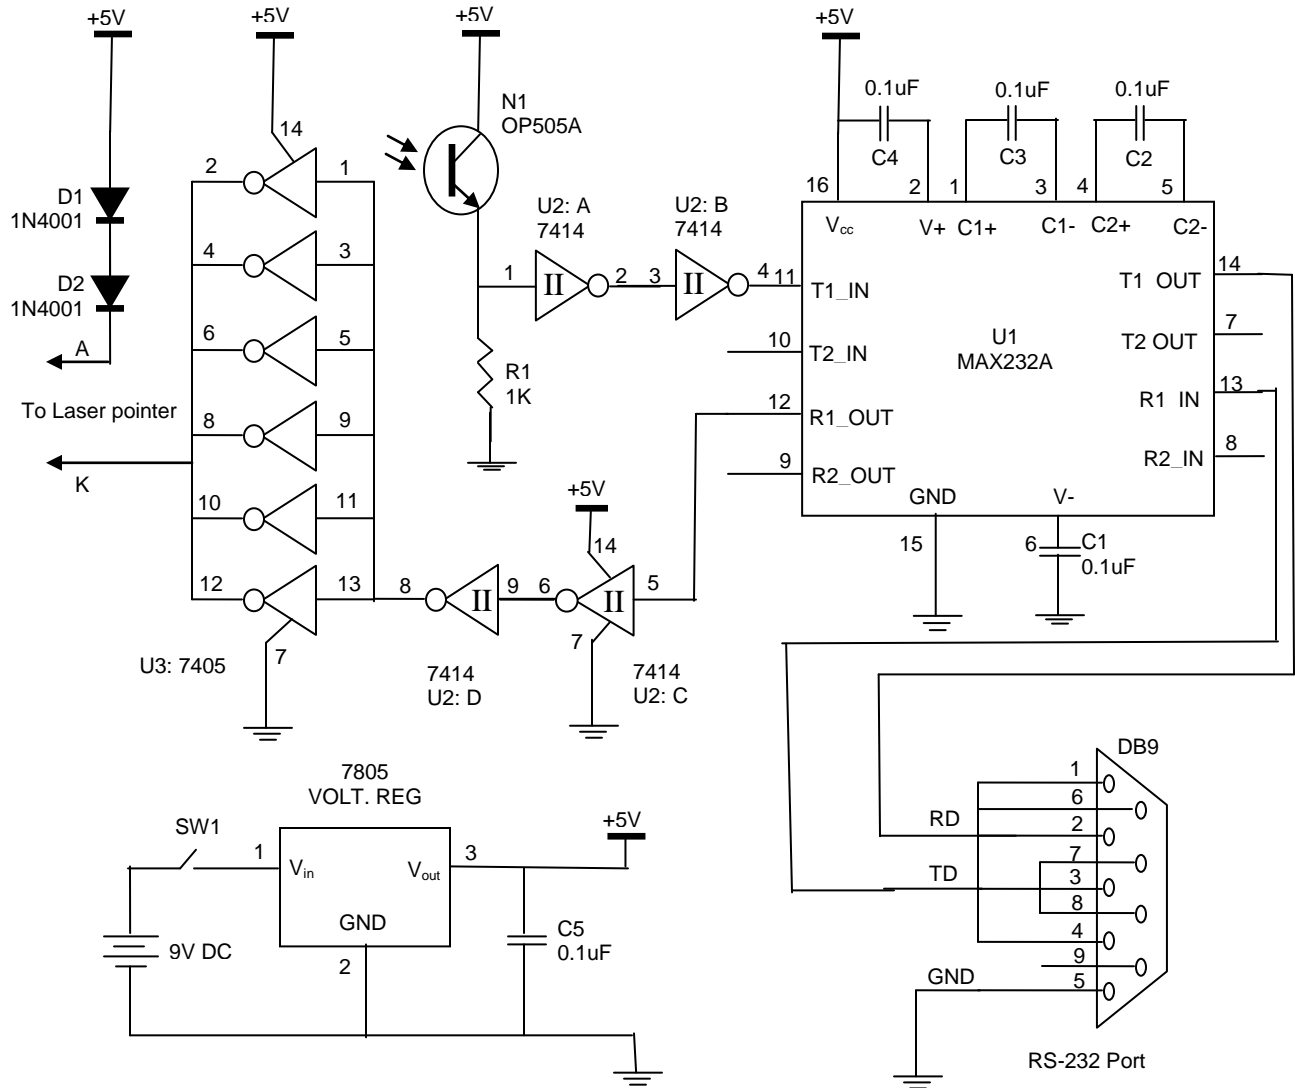 +5V
+5V
+5V
+5V
0.1uF
0.1uF
0.1uF
N1
OP505A
C4
C3
C2
14
2
1
D1
1N4001
16
2
1
3
4
5
U2: A
7414
U2: B
7414
Vcc
V+
C1+
C1-
C2+
C2-
4
3
D2
1N4001
1
II
2
3
II
4
11
T1_IN
T1 OUT
14
6
5
A
R1
1K
10
T2_IN
U1
MAX232A
T2 OUT
7
To Laser pointer
8
9
12
R1_OUT
R1 IN
13
K
9
R2_OUT
R2_IN
8
10
11
+5V
GND
V-
14
15
6
C1
0.1uF
12
13
8
II
9
6
II
5
7
7
U3: 7405
7414
U2: D
7414
U2: C
7805
VOLT. REG
DB9
1
6
SW1
+5V
RD
2
1
Vin
Vout
3
7
TD
3
8
GND
C5
0.1uF
4
9V DC
2
9
GND
5
RS-232 Port